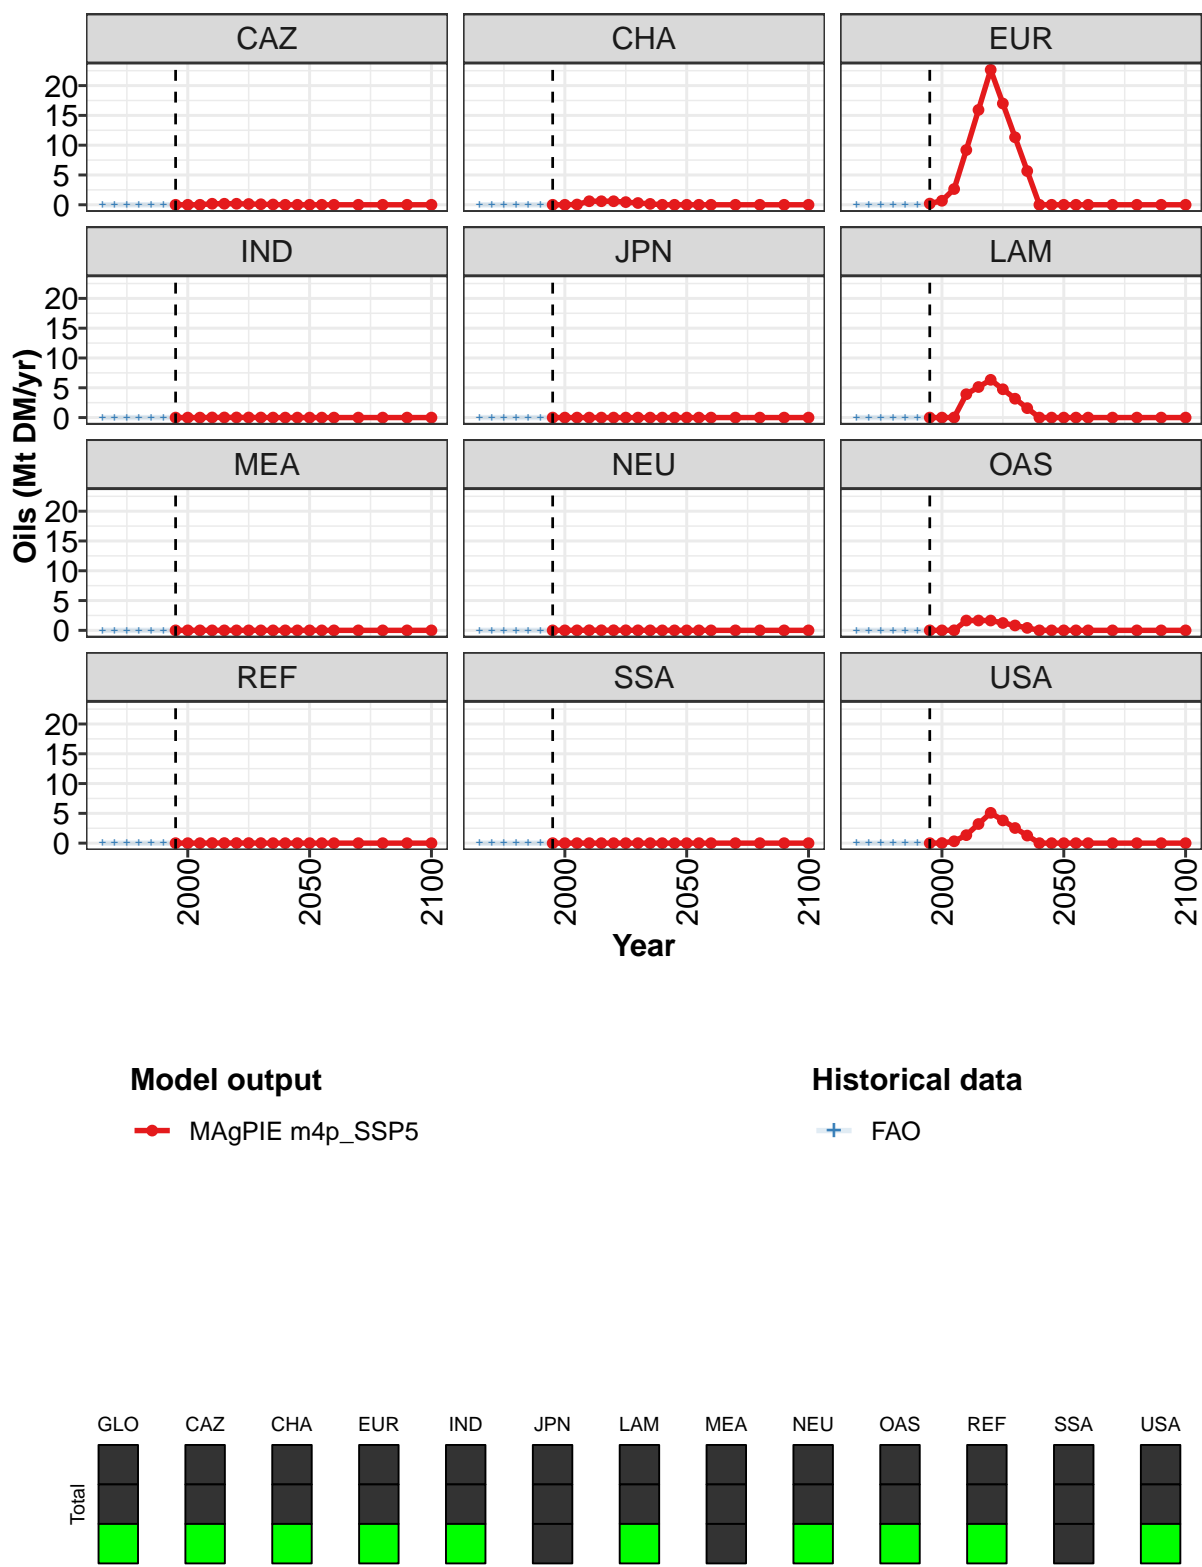 CAZ CHA EUR
20
15
10
5
0
IND JPN LAM
20
15
10
5
0
MEA NEU OAS
20
15
10
5
0
REF SSA USA
20
15
10
5
0
Oils (Mt DM/yr)
2000 2050 2100 2000 2050 2100 2000 2050 2100
Year
Model output Historical data
MAgPIE m4p_SSP5 FAO
GLO CAZ CHA EUR IND JPN LAM MEA NEU OAS REF SSA USA
Total